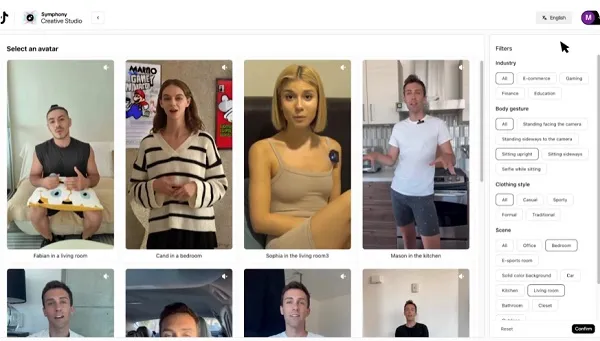 Symphony
Creative Studio
English
M
Select an avatar
MARIO
GAME
Fabian in a living room
Cand in a bedroom
Sophia in the living room3
Mason in the kitchen
Filters
Industry
All E-commerce Gaming
Finance Education
Body gesture
All Standing facing the camera
Standing sideways to the camera
Sitting upright Sitting sideways
Selfie while sitting
Clothing style
All Casual Sporty
Formal Traditional
Scene
All Office Bedroom
E-sports room
Solid color background Car
Kitchen Living room
Bathroom Closet
Reset Confirm